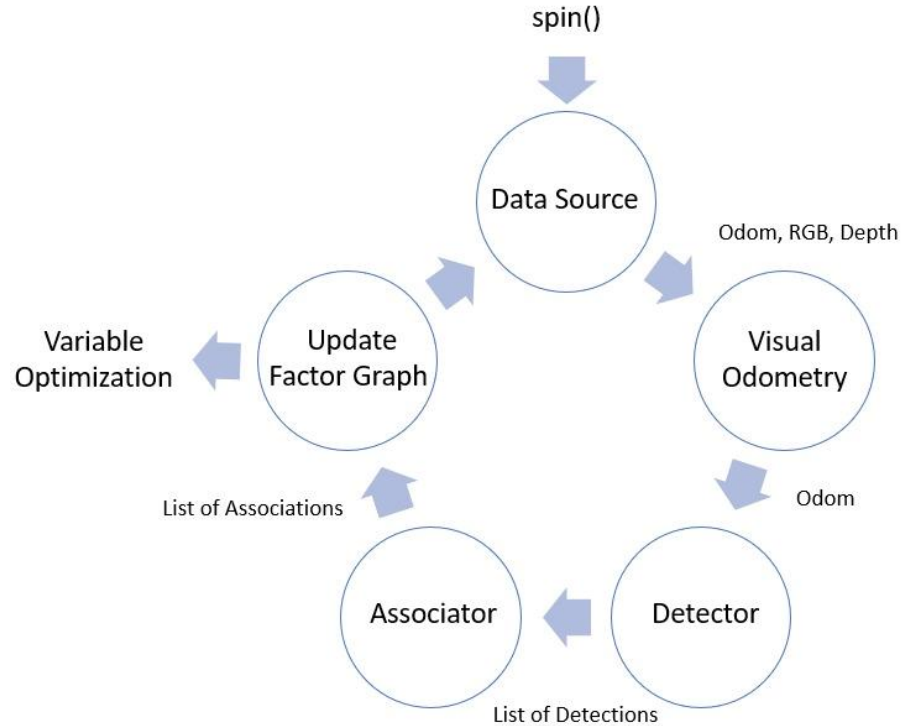 spin()
Data Source
Odom, RGB, Depth
Visual
Odometry
Odom
Detector
List of Detections
Associator
List of Associations
Update
Factor Graph
Variable
Optimization